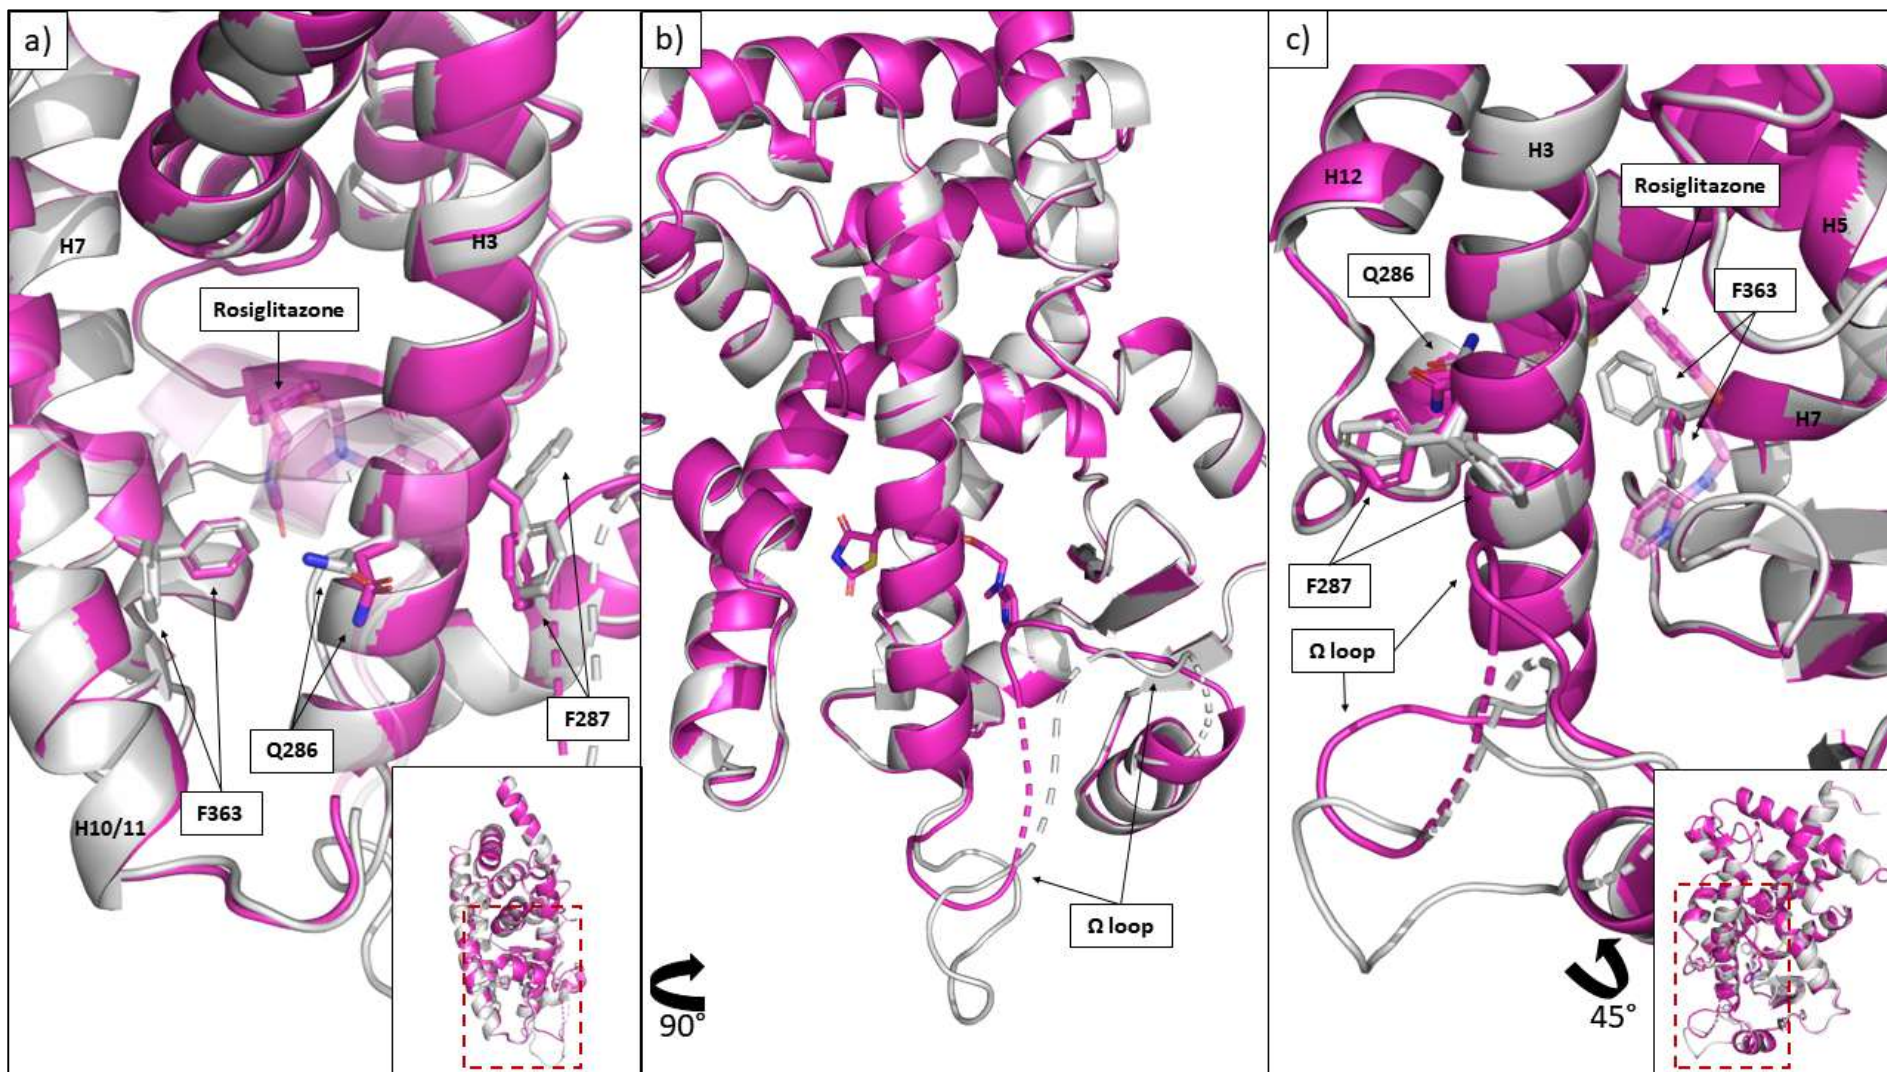 a)
H7
H3
Rosiglitazone
F287
Q286
F363
H10/11
b)
Ω loop
90°
c)
H3
H12
Rosiglitazone
H5
Q286
F363
H7
F287
Ω loop
45°